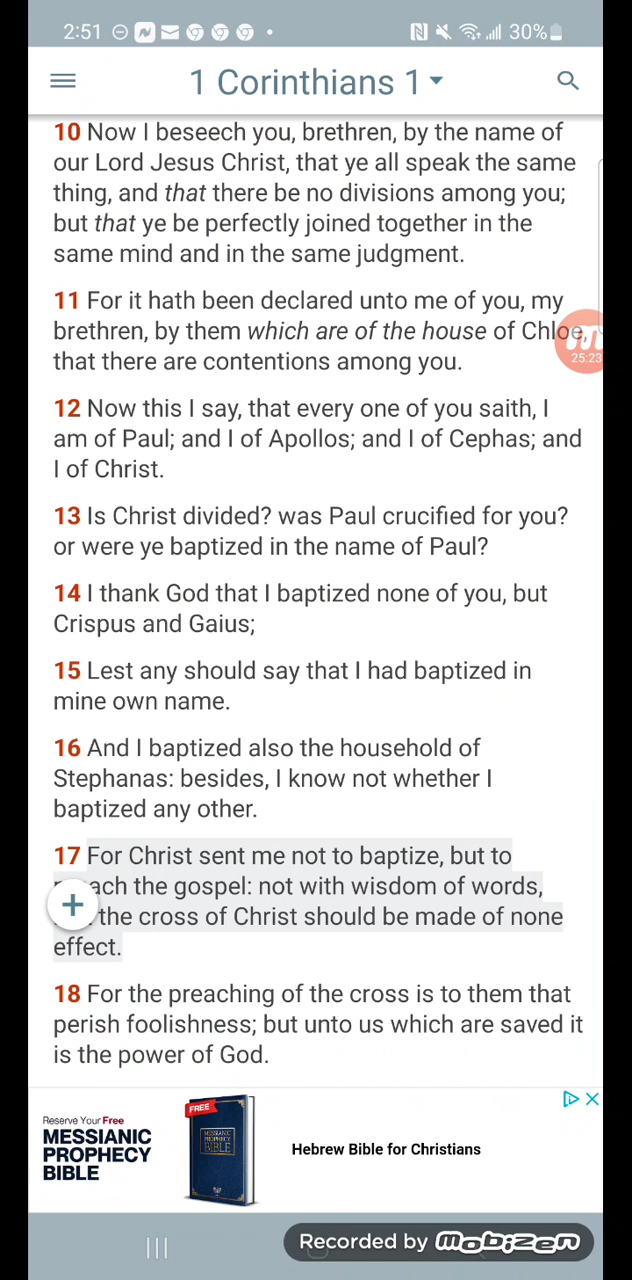 2:51
30%
1 Corinthians 1
10 Now I beseech you, brethren, by the name of
our Lord Jesus Christ, that ye all speak the same
thing, and that there be no divisions among you;
but that ye be perfectly joined together in the
same mind and in the same judgment.
11 For it hath been declared unto me of you, my
brethren, by them which are of the house of Chloe,
that there are contentions among you.
25:23
12 Now this I say, that every one of you saith, I
am of Paul; and I of Apollos; and I of Cephas; and
I of Christ.
13 Is Christ divided? was Paul crucified for you?
or were ye baptized in the name of Paul?
14 I thank God that I baptized none of you, but
Crispus and Gaius;
15 Lest any should say that I had baptized in
mine own name.
16 And I baptized also the household of
Stephanas: besides, I know not whether I
baptized any other.
17 For Christ sent me not to baptize, but to
ach the gospel: not with wisdom of words,
the cross of Christ should be made of none
effect.
18 For the preaching of the cross is to them that
perish foolishness; but unto us which are saved it
is the power of God.
Reserve Your Free
MESSIANIC
PROPHECY
BIBLE
FREE
MESSIANIC
PROPHECY
BIBLE
Hebrew Bible for Christians
Recorded by mobizen